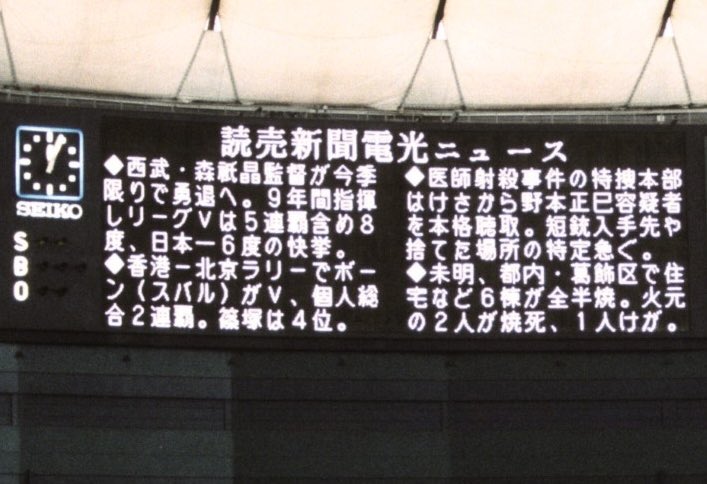 読売新聞電光ニュース
◆西武・森祇晶監督が今季
限りで勇退へ。9年間指揮
しリーグVは5連覇含め8
度、日本一6度の快挙。
◆香港－北京ラリーでボー
ン（スバル）がV、個人総
合2連覇。篠塚は4位。
◆医師射殺事件の特捜本部
はけさから野本正巳容疑者
を本格聴取。短銃入手先や
捨てた場所の特定急ぐ。
◆未明、都内・葛飾区で住
宅など6棟が全半焼。火元
の2人が焼死、1人けが。
SEIKO
S
B
O